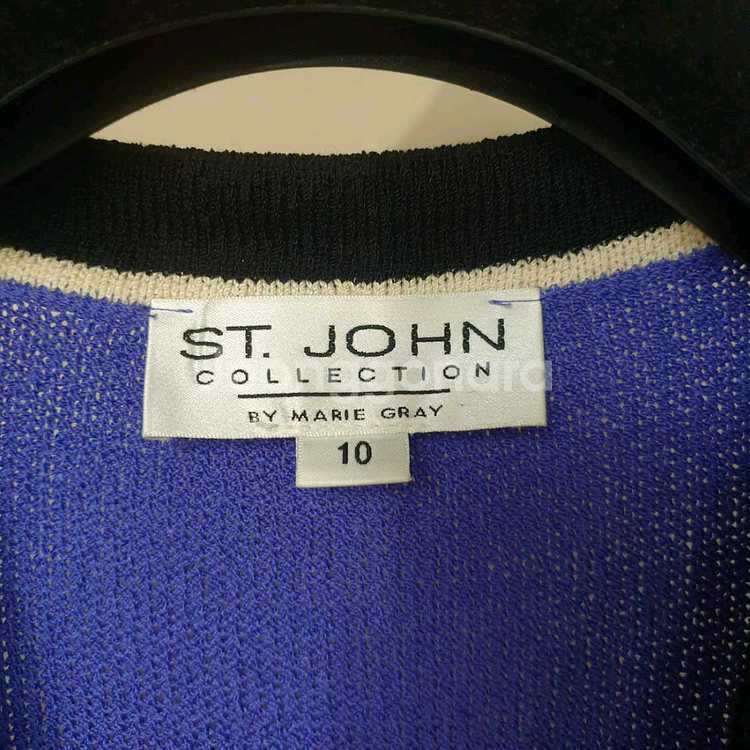 ST. JOHN
COLLECTION
BY MARIE GRAY
10